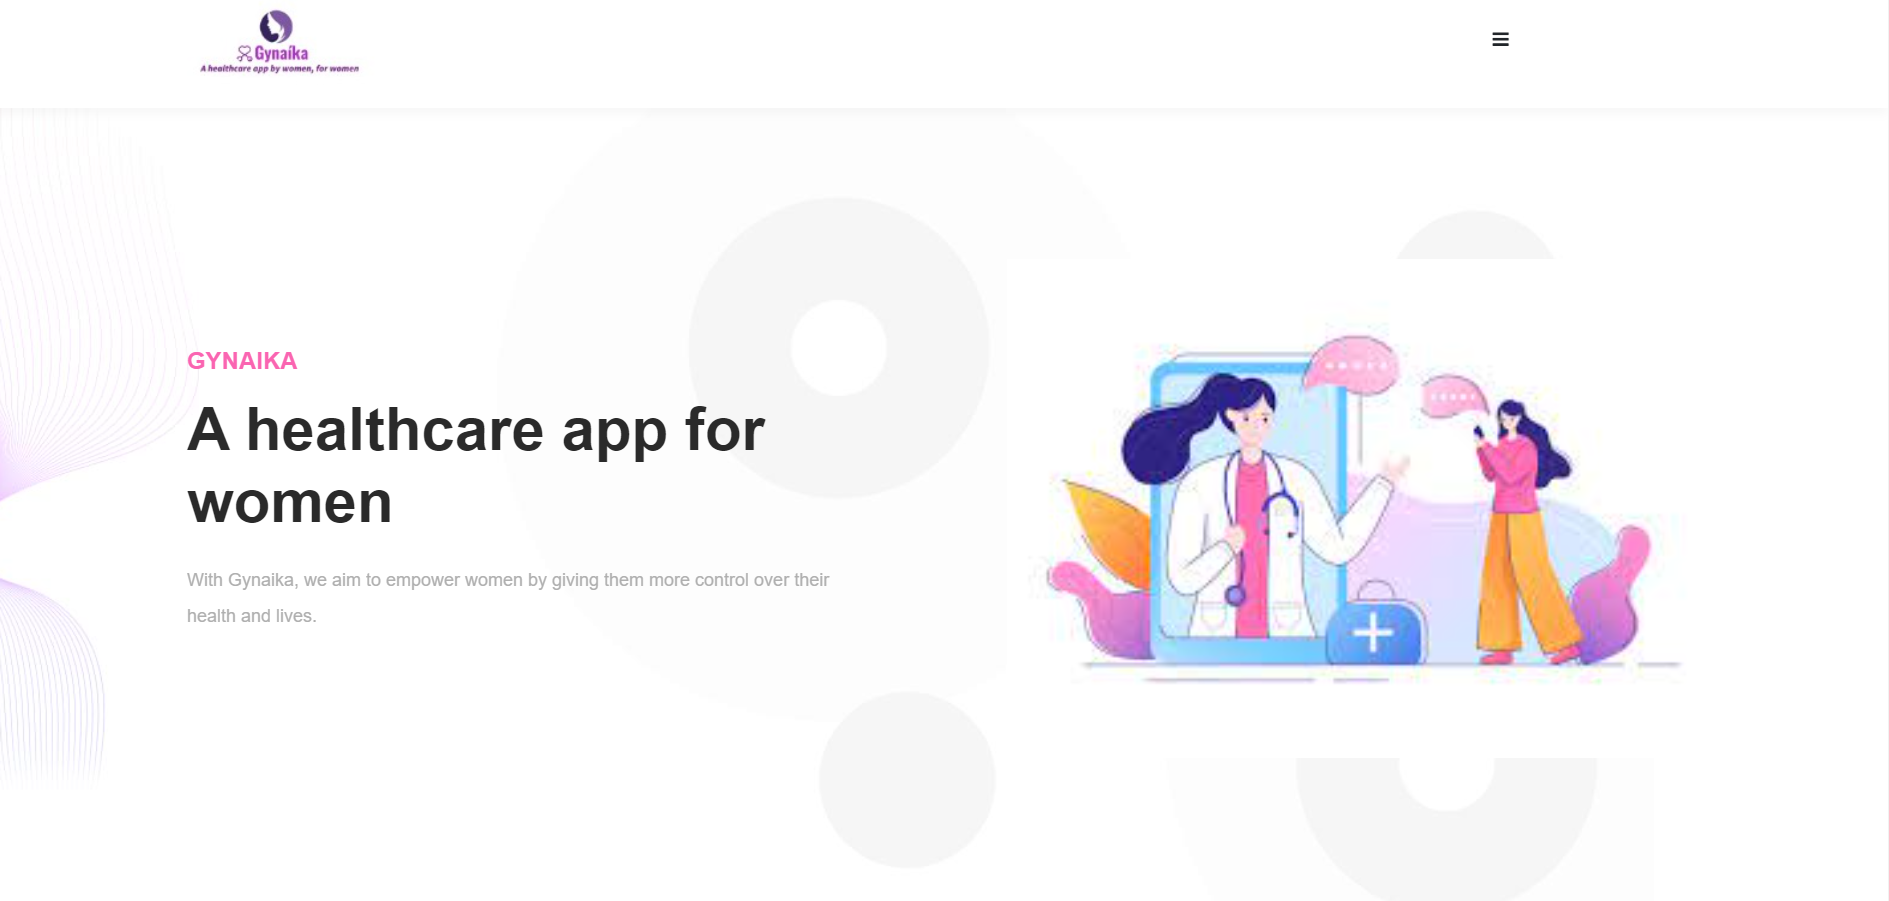 Gynaika
A healthcare app by women, for women
GYNAIKA
A healthcare app for
women
With Gynaika, we aim to empower women by giving them more control over their
health and lives.